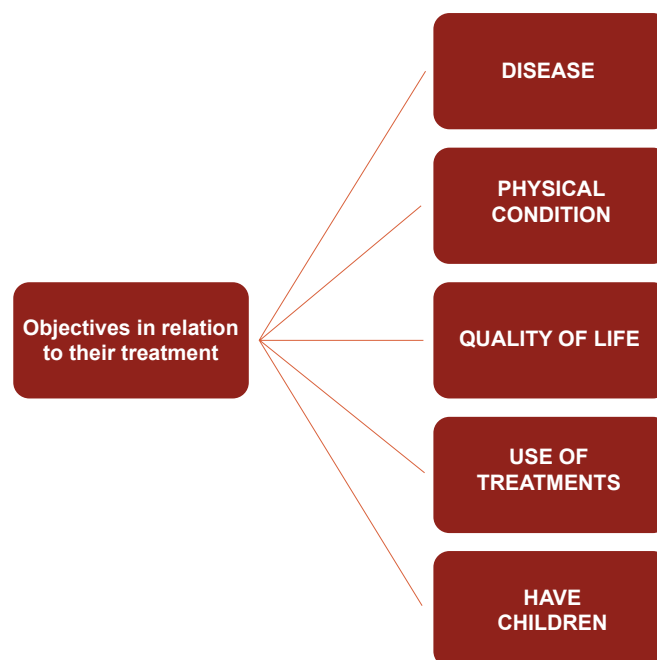 DISEASE
PHYSICAL
CONDITION
Objectives in relation
to their treatment
QUALITY OF LIFE
USE OF
TREATMENTS
HAVE
CHILDREN